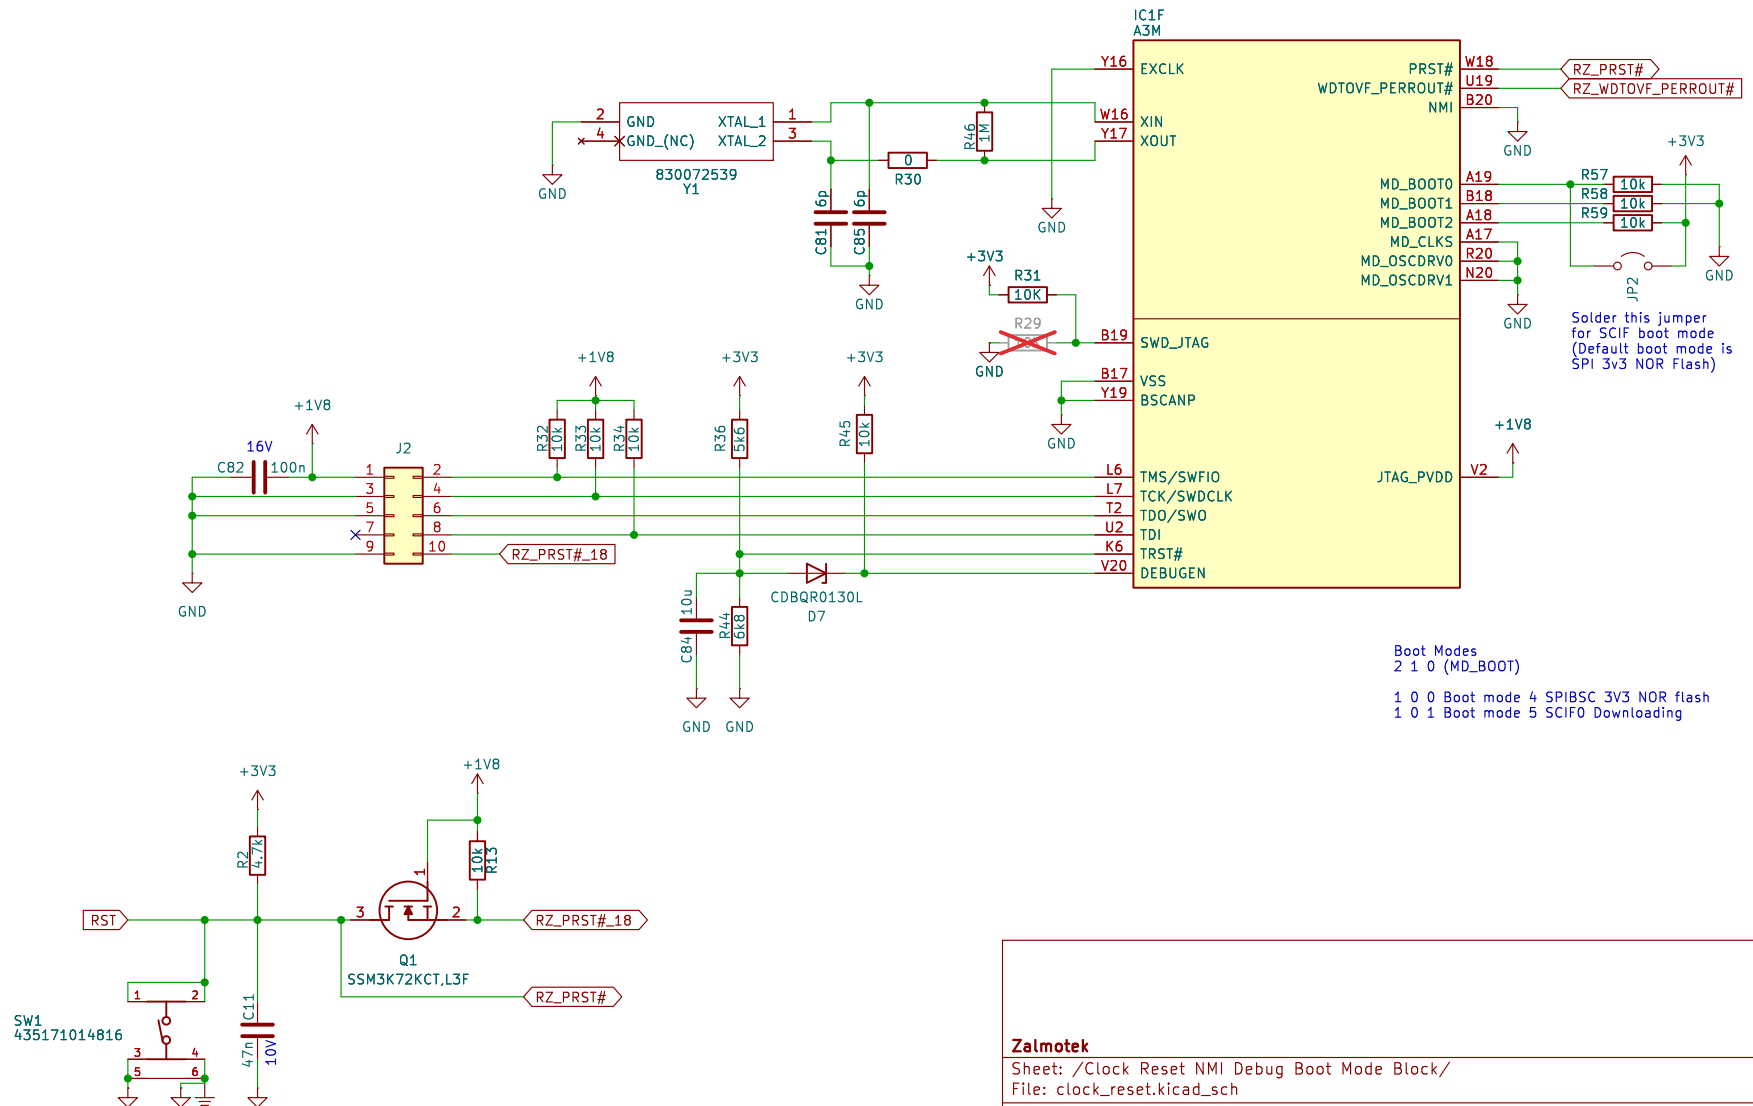 IC1F
A3M
Y16 EXCLK
PRST# W18 RZ_PRST#
WDTOVF_PERROUT# U19 RZ_WDTOVF_PERROUT#
NMI B20
GND
2 GND XTAL_1 1
4 GND_(NC) XTAL_2 3
830072539
Y1
GND
R46 1M
W16 XIN
Y17 XOUT
0
R30
6p 6p
C81 C85
GND
GND
+3V3
MD_BOOT0 A19 R57 10k
MD_BOOT1 B18 R58 10k
MD_BOOT2 A18 R59 10k
MD_CLKS A17
MD_OSCDRV0 R20
MD_OSCDRV1 N20
GND
GND
JP2
Solder this jumper
for SCIF boot mode
(Default boot mode is
SPI 3v3 NOR Flash)
+3V3
R31
10K
R29
GND
B19 SWD_JTAG
B17 VSS
Y19 BSCANP
GND
+1V8
JTAG_PVDD V2
+1V8
+1V8
+3V3
+3V3
R32 10k
R33 10k
R34 10k
R36 5k6
R45 10k
16V
C82 100n
J2
1 2
3 4
5 6
7 8
9 10
RZ_PRST#_18
GND
L6 TMS/SWFIO
L7 TCK/SWDCLK
T2 TDO/SWO
U2 TDI
K6 TRST#
V20 DEBUGEN
CDBQR0130L
D7
C84 10u
R44 6k8
GND GND
Boot Modes
2 1 0 (MD_BOOT)
1 0 0 Boot mode 4 SPIBSC 3V3 NOR flash
1 0 1 Boot mode 5 SCIF0 Downloading
+3V3
+1V8
R2 4.7k
10k R13
1
RST
3 2
RZ_PRST#_18
Q1
SSM3K72KCT,L3F
RZ_PRST#
1 2
SW1
435171014816
3 4
5 6
C11
47n 10V
Zalmotek
Sheet: /Clock Reset NMI Debug Boot Mode Block/
File: clock_reset.kicad_sch